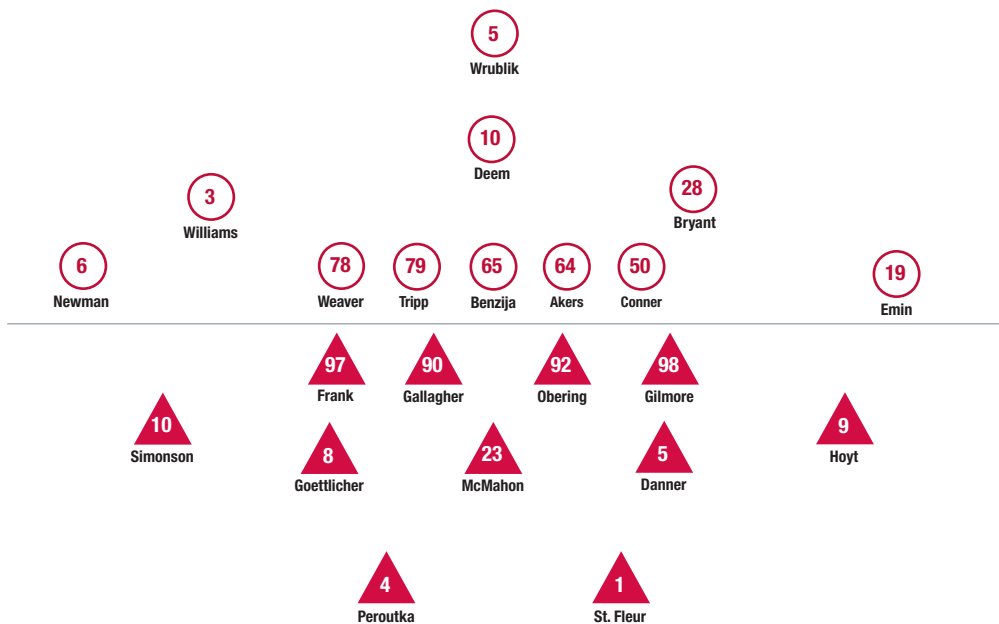 5
Wrublik
10
Deem
3
Williams
28
Bryant
6
Newman
78
Weaver
79
Tripp
65
Benzija
64
Akers
50
Conner
19
Emin
97
Frank
90
Gallagher
92
Obering
98
Gilmore
10
Simonson
8
Goettlicher
23
McMahon
5
Danner
9
Hoyt
4
Peroutka
1
St. Fleur